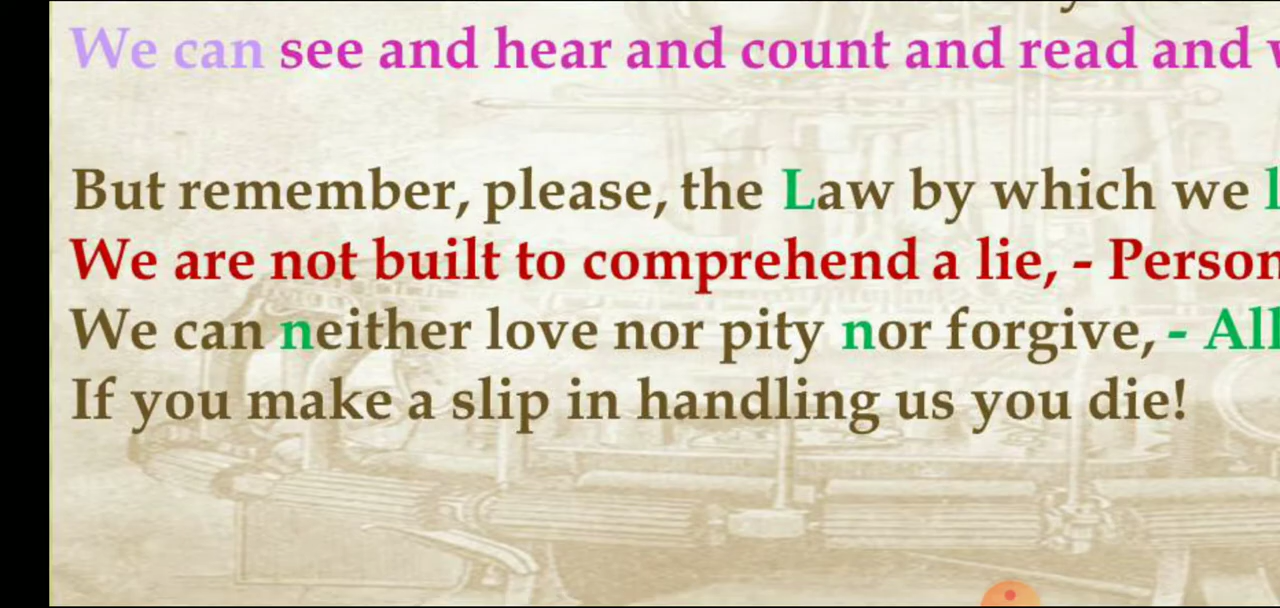 We can see and hear and count and read and
But remember, please, the Law by which we
We are not built to comprehend a lie, - Person
We can neither love nor pity nor forgive, - All
If you make a slip in handling us you die!